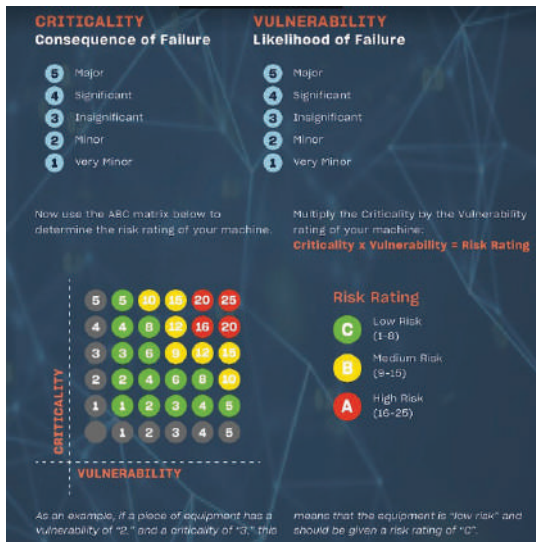 CRITICALITY
Consequence of Failure
5 Major
4 Significant
3 Insignificant
2 Minor
1 Very Minor
VULNERABILITY
Likelihood of Failure
5 Major
4 Significant
3 Insignificant
2 Minor
1 Very Minor
Now use the ABC matrix below to
determine the risk rating of your machine.
Multiply the Criticality by the Vulnerability
rating of your machine:
Criticality x Vulnerability = Risk Rating
CRITICALITY
5 5 10 15 20 25
4 4 8 12 16 20
3 3 6 9 12 15
2 2 4 6 8 10
1 1 2 3 4 5
1 2 3 4 5
VULNERABILITY
Risk Rating
C Low Risk
(1-8)
B Medium Risk
(9-15)
A High Risk
(16-25)
As an example, if a piece of equipment has a
vulnerability of "2," and a criticality of "3," this
means that the equipment is "low risk" and
should be given a risk rating of "C".